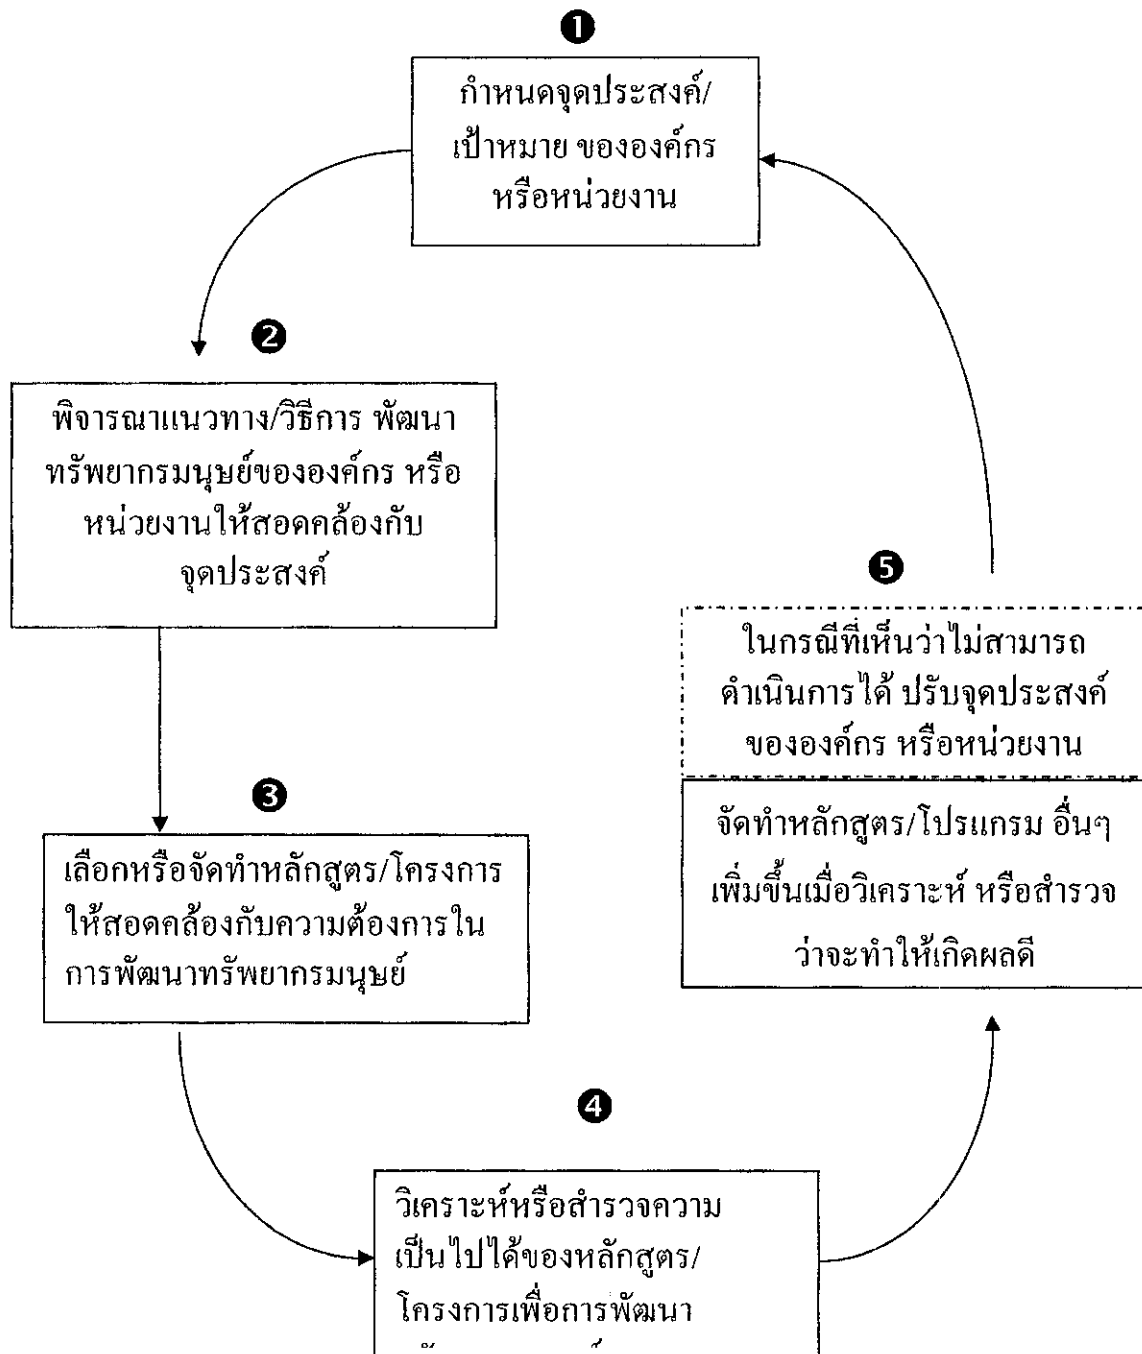 ❶
กำหนดจุดประสงค์/
เป้าหมาย ขององค์กร
หรือหน่วยงาน
❷
พิจารณาแนวทาง/วิธีการ พัฒนา
ทรัพยากรมนุษย์ขององค์กร หรือ
หน่วยงานให้สอดคล้องกับ
จุดประสงค์
❸
เลือกหรือจัดทำหลักสูตร/โครงการ
ให้สอดคล้องกับความต้องการใน
การพัฒนาทรัพยากรมนุษย์
❹
วิเคราะห์หรือสำรวจความ
เป็นไปได้ของหลักสูตร/
โครงการเพื่อการพัฒนา
❺
ในกรณีที่เห็นว่าไม่สามารถ
ดำเนินการได้ ปรับจุดประสงค์
ขององค์กร หรือหน่วยงาน
จัดทำหลักสูตร/โปรแกรม อื่นๆ
เพิ่มขึ้นเมื่อวิเคราะห์ หรือสำรวจ
ว่าจะทำให้เกิดผลดี